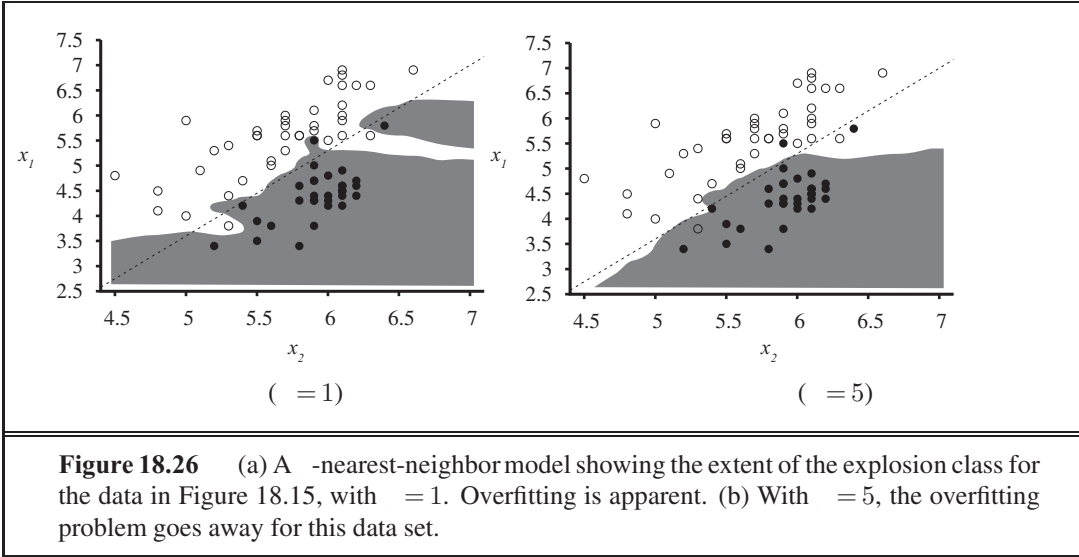 7.5
7
6.5
6
5.5
5
4.5
4
3.5
3
2.5
x1
4.5 5 5.5 6 6.5 7
x2
( =1)
7.5
7
6.5
6
5.5
5
4.5
4
3.5
3
2.5
x1
4.5 5 5.5 6 6.5 7
x2
( =5)
Figure 18.26 (a) A -nearest-neighbor model showing the extent of the explosion class for
the data in Figure 18.15, with =1. Overfitting is apparent. (b) With =5, the overfitting
problem goes away for this data set.